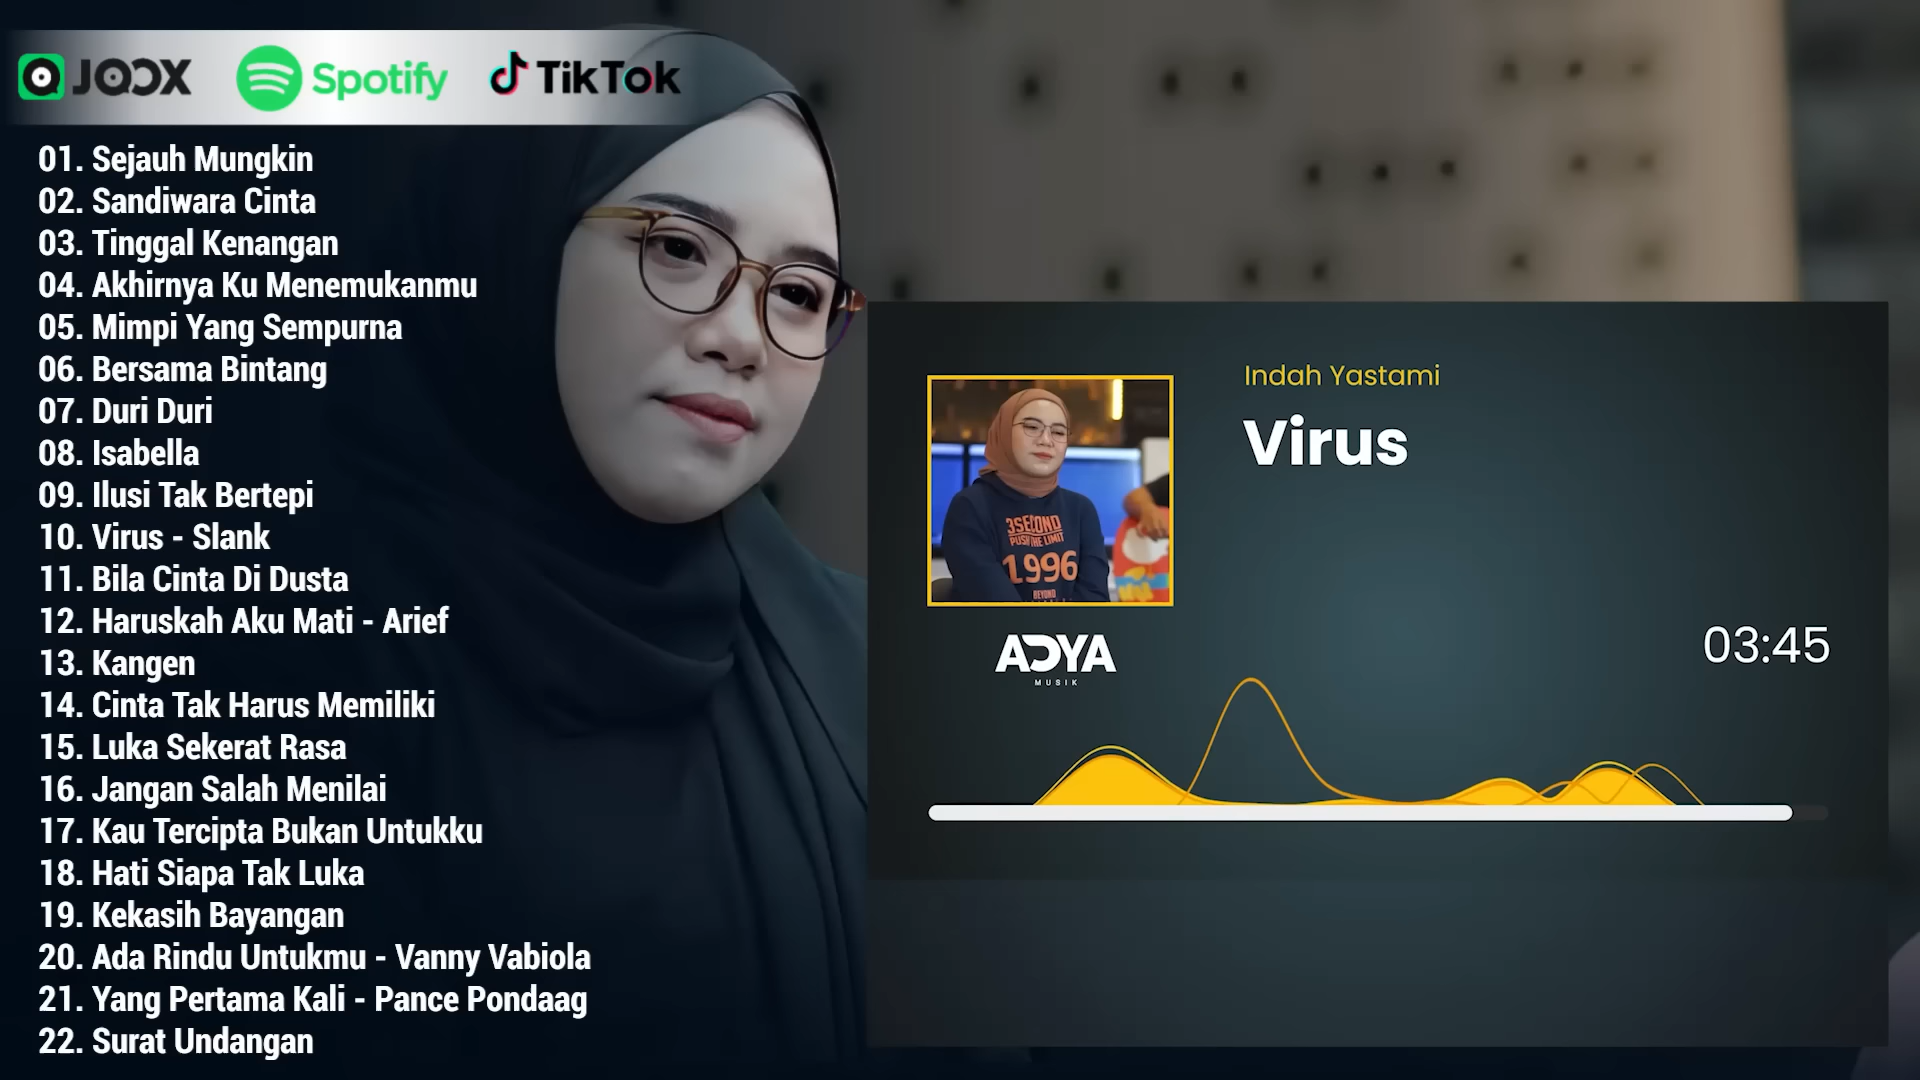 JOOX Spotify TikTok
01. Sejauh Mungkin
02. Sandiwara Cinta
03. Tinggal Kenangan
04. Akhirnya Ku Menemukanmu
05. Mimpi Yang Sempurna
06. Bersama Bintang
07. Duri Duri
08. Isabella
09. Ilusi Tak Bertepi
10. Virus - Slank
11. Bila Cinta Di Dusta
12. Haruskah Aku Mati - Arief
13. Kangen
14. Cinta Tak Harus Memiliki
15. Luka Sekerat Rasa
16. Jangan Salah Menilai
17. Kau Tercipta Bukan Untukku
18. Hati Siapa Tak Luka
19. Kekasih Bayangan
20. Ada Rindu Untukmu - Vanny Vabiola
21. Yang Pertama Kali - Pance Pondaag
22. Surat Undangan
Indah Yastami
Virus
3SECOND
PUSH THE LIMIT
1996
BEYOND
ADYA
MUSIK
03:45